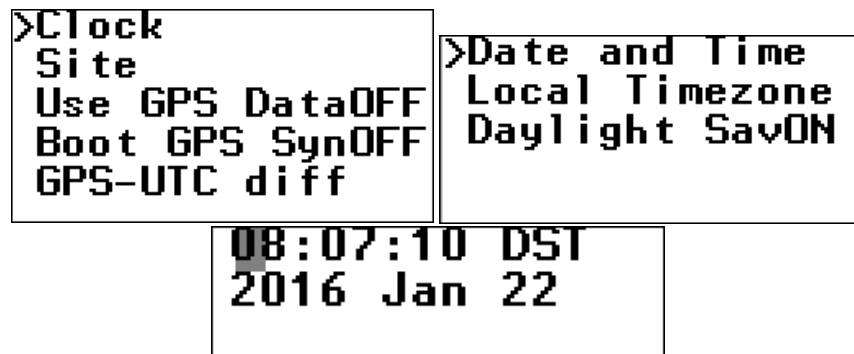 >Clock
Site
Use GPS DataOFF
Boot GPS SynOFF
GPS-UTC diff
>Date and Time
Local Timezone
Daylight SavON
08:07:10 DST
2016 Jan 22